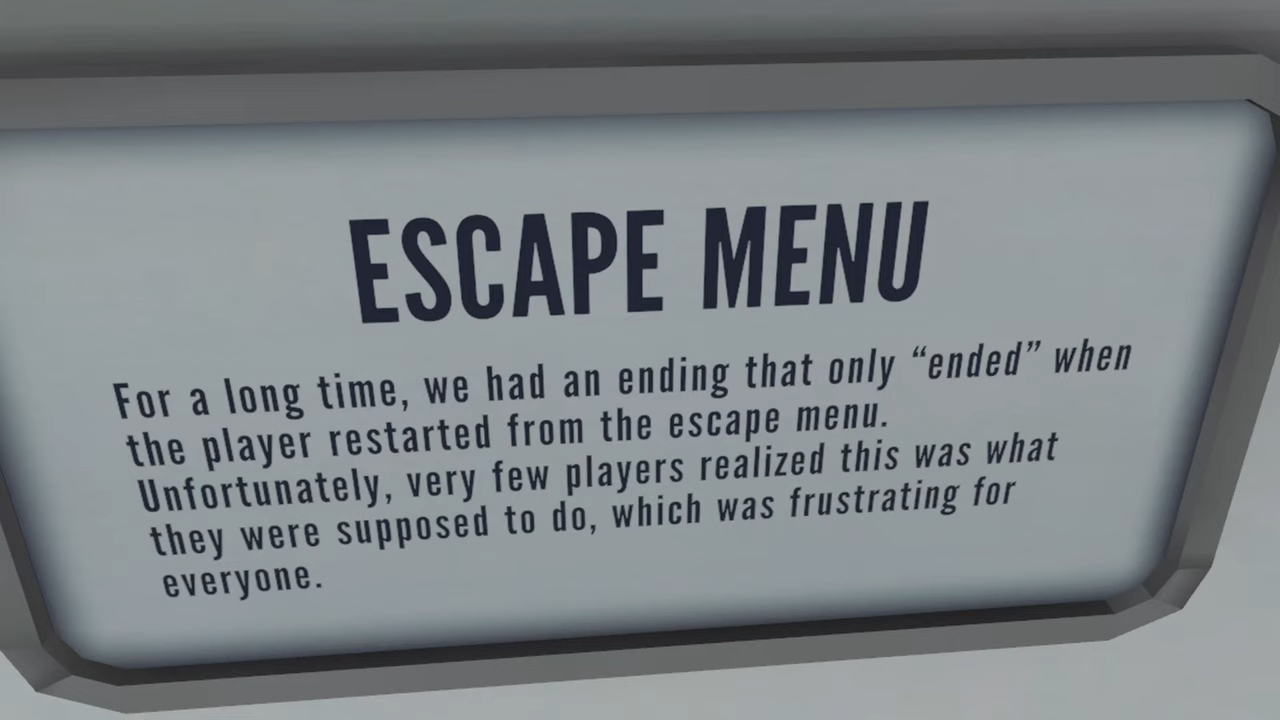 ESCAPE MENU
For a long time, we had an ending that only “ended” when
the player restarted from the escape menu.
Unfortunately, very few players realized this was what
they were supposed to do, which was frustrating for
everyone.